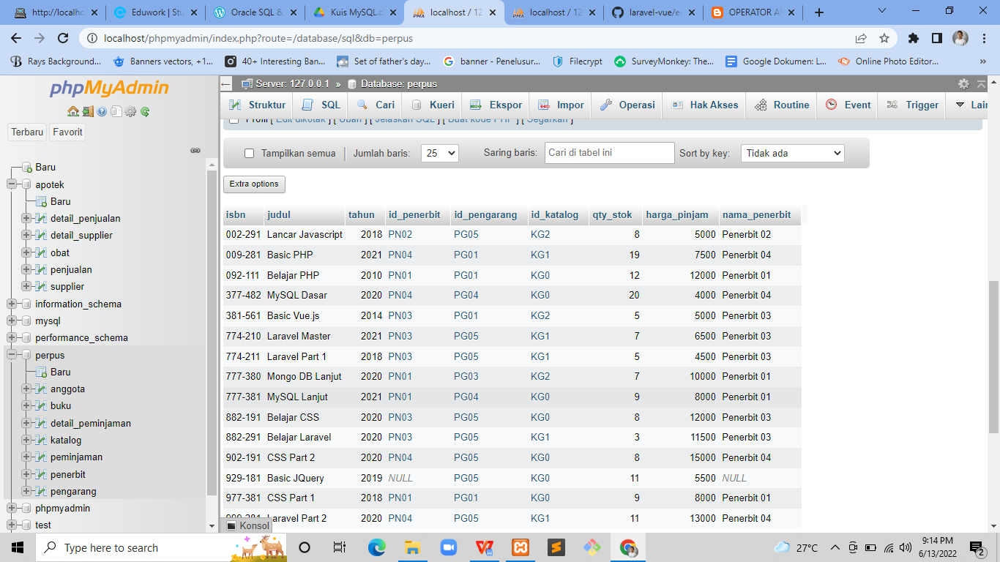 http://localho
Eduwork | Stu
Oracle SQL &
Kuis MySQL.d
localhost / 12
localhost / 12
laravel-vue/e
OPERATOR A
localhost/phpmyadmin/index.php?route=/database/sql&db=perpus
Rays Background...
Banners vectors, +1...
40+ Interesting Ban...
Set of father's day...
banner - Penelusur...
Filecrypt
SurveyMonkey: The...
Google Dokumen: L...
Online Photo Editor...
»
phpMyAdmin
Terbaru Favorit
Baru
apotek
Baru
detail_penjualan
detail_supplier
obat
penjualan
supplier
information_schema
mysql
performance_schema
perpus
Baru
anggota
buku
detail_peminjaman
katalog
peminjaman
penerbit
pengarang
phpmyadmin
test
Server: 127.0.0.1 » Database: perpus
Struktur SQL Cari Kueri Ekspor Impor Operasi Hak Akses Routine Event Trigger Lain
Profil [ Edit dikotak ] [ Ubah ] [ Jelaskan SQL ] [ Buat kode PHP ] [ Segarkan ]
Tampilkan semua Jumlah baris: 25 Saring baris: Cari di tabel ini Sort by key: Tidak ada
Extra options
isbn judul tahun id_penerbit id_pengarang id_katalog qty_stok harga_pinjam nama_penerbit
002-291 Lancar Javascript 2018 PN02 PG05 KG2 8 5000 Penerbit 02
009-281 Basic PHP 2021 PN04 PG01 KG1 19 7500 Penerbit 04
092-111 Belajar PHP 2010 PN01 PG01 KG0 12 12000 Penerbit 01
377-482 MySQL Dasar 2020 PN04 PG04 KG0 20 4000 Penerbit 04
381-561 Basic Vue.js 2014 PN03 PG01 KG2 5 5000 Penerbit 03
774-210 Laravel Master 2021 PN03 PG05 KG1 7 6500 Penerbit 03
774-211 Laravel Part 1 2018 PN03 PG05 KG1 5 4500 Penerbit 03
777-380 Mongo DB Lanjut 2020 PN01 PG03 KG2 7 10000 Penerbit 01
777-381 MySQL Lanjut 2021 PN01 PG04 KG0 9 8000 Penerbit 01
882-191 Belajar CSS 2020 PN03 PG05 KG0 8 12000 Penerbit 03
882-291 Belajar Laravel 2020 PN03 PG05 KG1 3 11500 Penerbit 03
902-191 CSS Part 2 2020 PN04 PG05 KG0 8 15000 Penerbit 04
929-181 Basic JQuery 2019 NULL PG05 KG0 11 5500 NULL
977-381 CSS Part 1 2018 PN01 PG01 KG0 9 8000 Penerbit 01
Laravel Part 2 2020 PN04 PG05 KG1 11 13000 Penerbit 04
Konsol
Type here to search
27°C
9:14 PM
6/13/2022
2